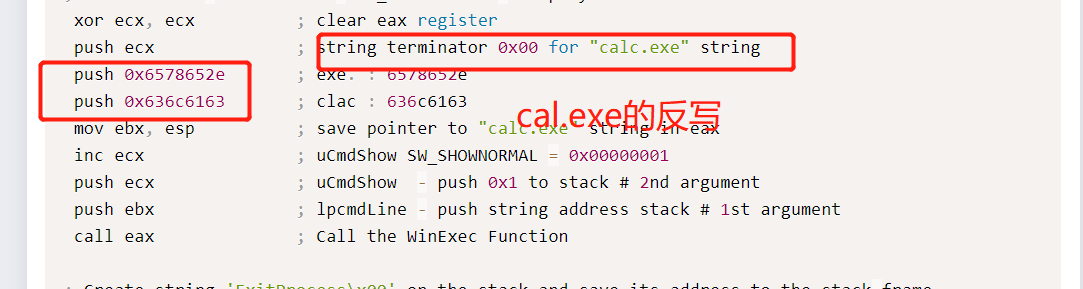 xor ecx, ecx ; clear eax register
push ecx ; string terminator 0x00 for "calc.exe" string
push 0x6578652e ; exe. : 6578652e
push 0x636c6163 ; clac : 636c6163
cal.exe的反写
mov ebx, esp ; save pointer to "calc.exe" string in eax
inc ecx ; uCmdShow SW_SHOWNORMAL = 0x00000001
push ecx ; uCmdShow - push 0x1 to stack # 2nd argument
push ebx ; lpcmdLine - push string address stack # 1st argument
call eax ; Call the WinExec Function
; Create string 'ExitProcess\x00' on the stack and save its address to the stack frame